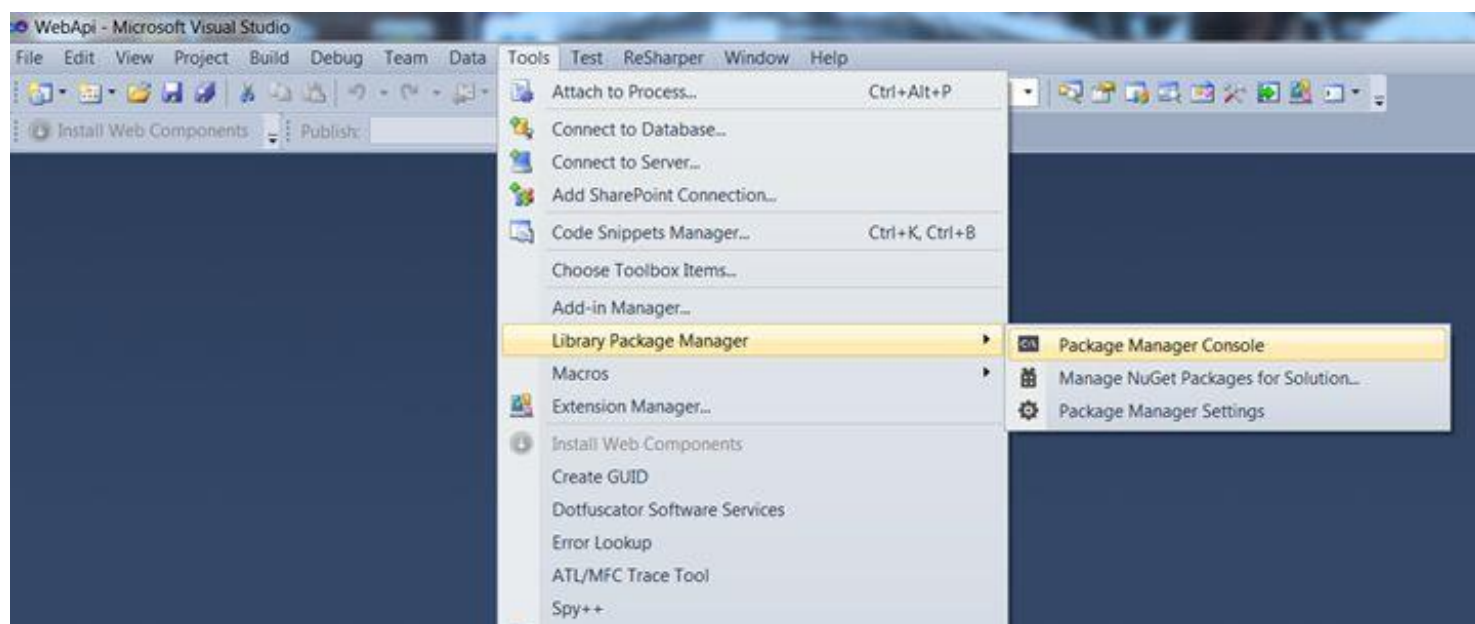 WebApi - Microsoft Visual Studio
File Edit View Project Build Debug Team Data Tools Test ReSharper Window Help
Attach to Process... Ctrl+Alt+P
Install Web Components Publish:
Connect to Database...
Connect to Server...
Add SharePoint Connection...
Code Snippets Manager... Ctrl+K, Ctrl+B
Choose Toolbox Items...
Add-in Manager...
Library Package Manager
Package Manager Console
Macros
Manage NuGet Packages for Solution...
Extension Manager...
Package Manager Settings
Install Web Components
Create GUID
Dotfuscator Software Services
Error Lookup
ATL/MFC Trace Tool
Spy++